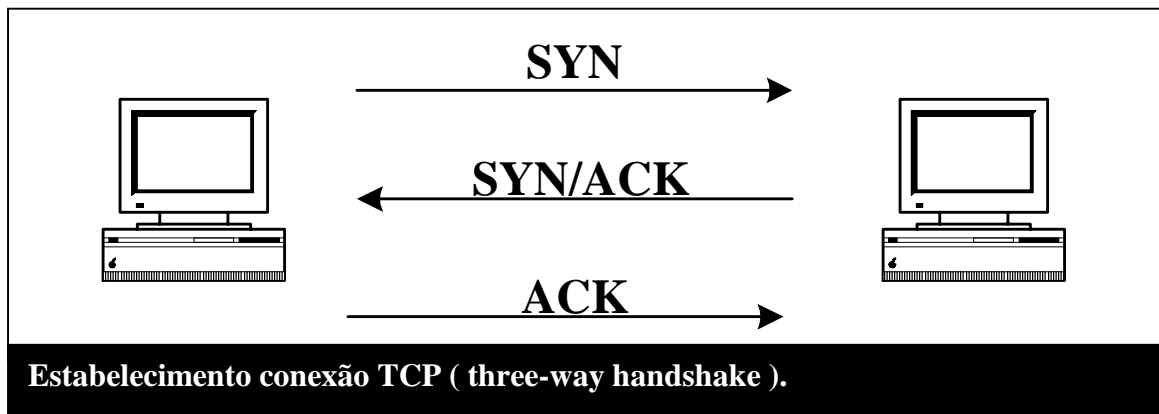 SYN
SYN/ACK
ACK
Estabelecimento conexão TCP ( three-way handshake ).